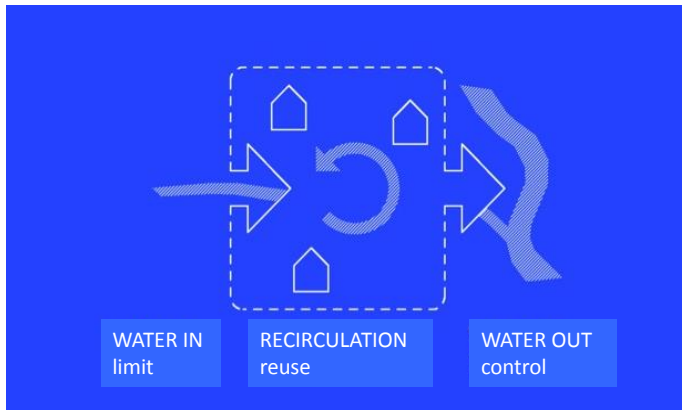 WATER IN
limit
RECIRCULATION
reuse
WATER OUT
control